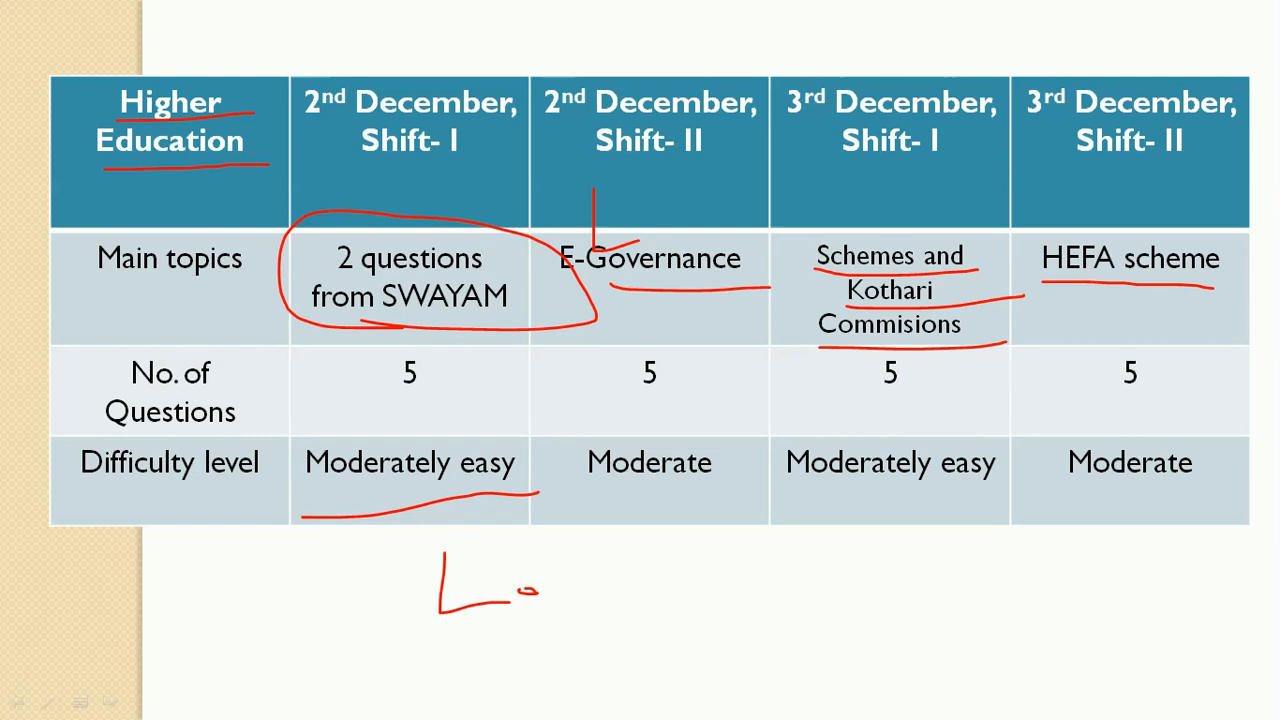 Higher Education
2nd December, Shift- I
2nd December, Shift- II
3rd December, Shift- I
3rd December, Shift- II
Main topics
2 questions
from SWAYAM
E-Governance
Schemes and
Kothari
Commisions
HEFA scheme
No. of
Questions
5
5
5
5
Difficulty level
Moderately easy
Moderate
Moderately easy
Moderate